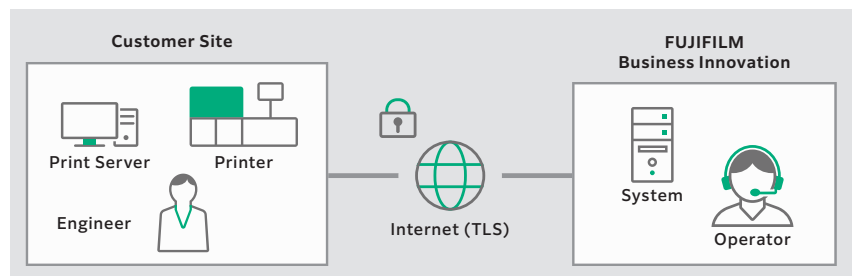 Customer Site
FUJIFILM
Business Innovation
Print Server
Printer
Engineer
Internet (TLS)
System
Operator